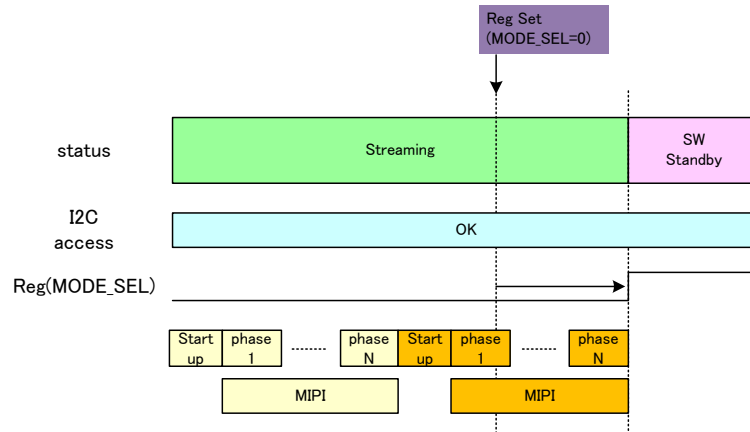 Reg Set
(MODE_SEL=0)
status
Streaming
SW
Standby
I2C
access
OK
Reg(MODE_SEL)
Start
up
phase
1
phase
N
Start
up
phase
1
phase
N
MIPI
MIPI